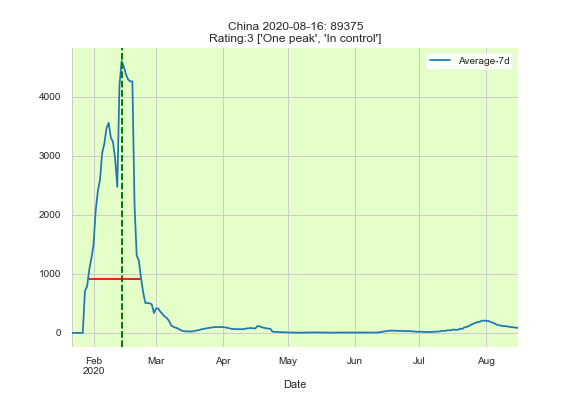 China 2020-08-16: 89375
Rating:3 ['One peak', 'In control']
Average-7d
4000
3000
2000
1000
0
Feb Mar Apr May Jun Jul Aug
2020
Date